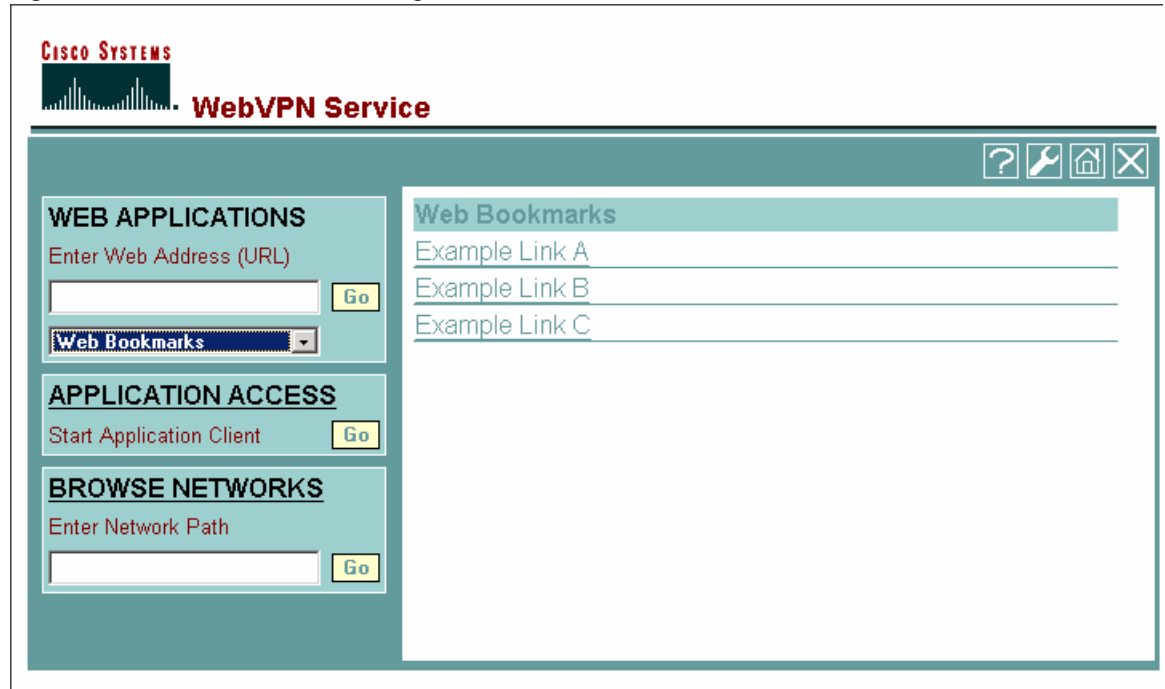 CISCO SYSTEMS
WebVPN Service
WEB APPLICATIONS
Enter Web Address (URL)
Go
Web Bookmarks
APPLICATION ACCESS
Start Application Client Go
BROWSE NETWORKS
Enter Network Path
Go
Web Bookmarks
Example Link A
Example Link B
Example Link C